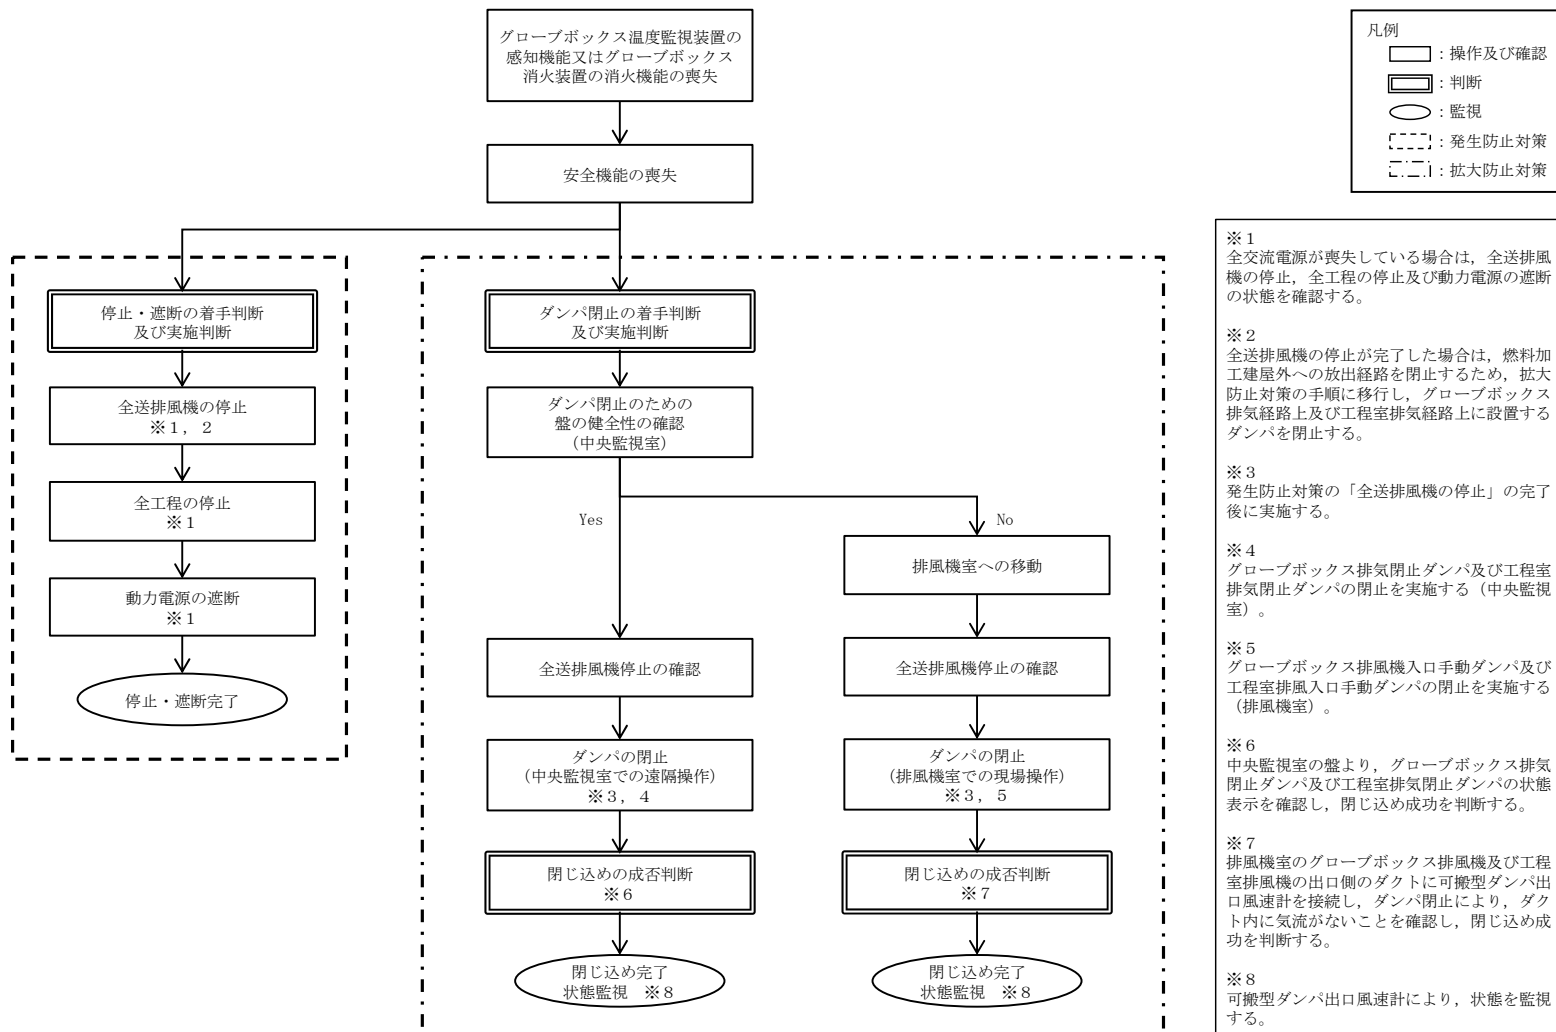 グローブボックス温度監視装置の
感知機能又はグローブボックス
消火装置の消火機能の喪失
安全機能の喪失
停止・遮断の着手判断
及び実施判断
全送排風機の停止
※１，２
全工程の停止
※１
動力電源の遮断
※１
停止・遮断完了
ダンパ閉止の着手判断
及び実施判断
ダンパ閉止のための
盤の健全性の確認
（中央監視室）
Yes
No
排風機室への移動
全送排風機停止の確認
全送排風機停止の確認
ダンパの閉止
（中央監視室での遠隔操作）
※３，４
ダンパの閉止
（排風機室での現場操作）
※３，５
閉じ込めの成否判断
※６
閉じ込めの成否判断
※７
閉じ込め完了
状態監視　※８
閉じ込め完了
状態監視　※８
凡例
：操作及び確認
：判断
：監視
：発生防止対策
：拡大防止対策
※１
全交流電源が喪失している場合は，全送排風
機の停止，全工程の停止及び動力電源の遮断
の状態を確認する。
※２
全送排風機の停止が完了した場合は，燃料加
工建屋外への放出経路を閉止するため，拡大
防止対策の手順に移行し，グローブボックス
排気経路上及び工程室排気経路上に設置する
ダンパを閉止する。
※３
発生防止対策の「全送排風機の停止」の完了
後に実施する。
※４
グローブボックス排気閉止ダンパ及び工程室
排気閉止ダンパの閉止を実施する（中央監視
室）。
※５
グローブボックス排風機入口手動ダンパ及び
工程室排風入口手動ダンパの閉止を実施する
（排風機室）。
※６
中央監視室の盤より，グローブボックス排気
閉止ダンパ及び工程室排気閉止ダンパの状態
表示を確認し，閉じ込め成功を判断する。
※７
排風機室のグローブボックス排風機及び工程
室排風機の出口側のダクトに可搬型ダンパ出
口風速計を接続し，ダンパ閉止により，ダク
ト内に気流がないことを確認し，閉じ込め成
功を判断する。
※８
可搬型ダンパ出口風速計により，状態を監視
する。